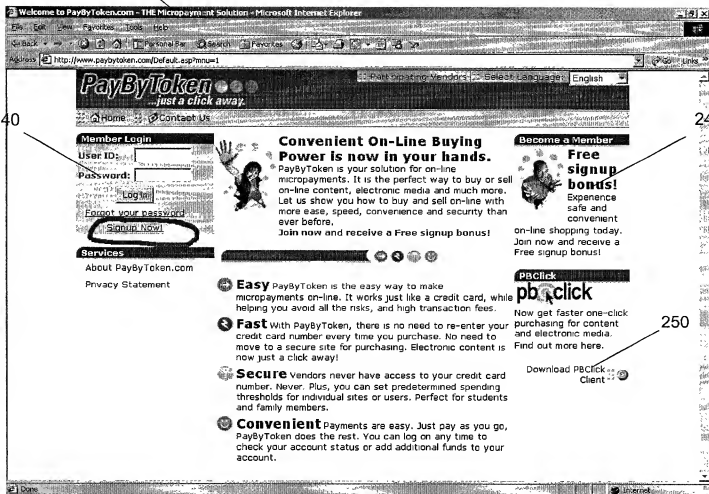 Welcome to PayByToken.com - THE Micropayment Solution - Microsoft Internet Explorer
File Edit View Favorites Tools Help
Back Personal Bar Search Favorites
Address http://www.paybytoken.com/Default.asp?mnu=1 Go Links
PayByToken
...just a click away.
Participating Vendors Select Language: English
Home Contact Us
40
Member Login
User ID:
Password:
Log In
Forgot your password
Signup Now!
Services
About PayByToken.com
Privacy Statement
Convenient On-Line Buying
Power is now in your hands.
PayByToken is your solution for on-line
micropayments. It is the perfect way to buy or sell
on-line content, electronic media and much more.
Let us show you how to buy and sell on-line with
more ease, speed, convenience and security than
ever before.
Join now and receive a Free signup bonus!
Easy PayByToken is the easy way to make
micropayments on-line. It works just like a credit card, while
helping you avoid all the risks, and high transaction fees.
Fast With PayByToken, there is no need to re-enter your
credit card number every time you purchase. No need to
move to a secure site for purchasing. Electronic content is
now just a click away!
Secure Vendors never have access to your credit card
number. Never. Plus, you can set predetermined spending
thresholds for individual sites or users. Perfect for students
and family members.
Convenient Payments are easy. Just pay as you go,
PayByToken does the rest. You can log on any time to
check your account status or add additional funds to your
account.
24
Become a Member
Free
signup
bonus!
Experience
safe and
convenient
on-line shopping today.
Join now and receive a
Free signup bonus!
PBClick
pb click
Now get faster one-click
purchasing for content
and electronic media.
Find out more here.
250
Download PBClick
Client
Done Internet